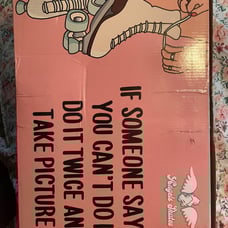 IF SOMEONE SAY
YOU CAN'T DO I
DO IT TWICE AN
TAKE PICTURE